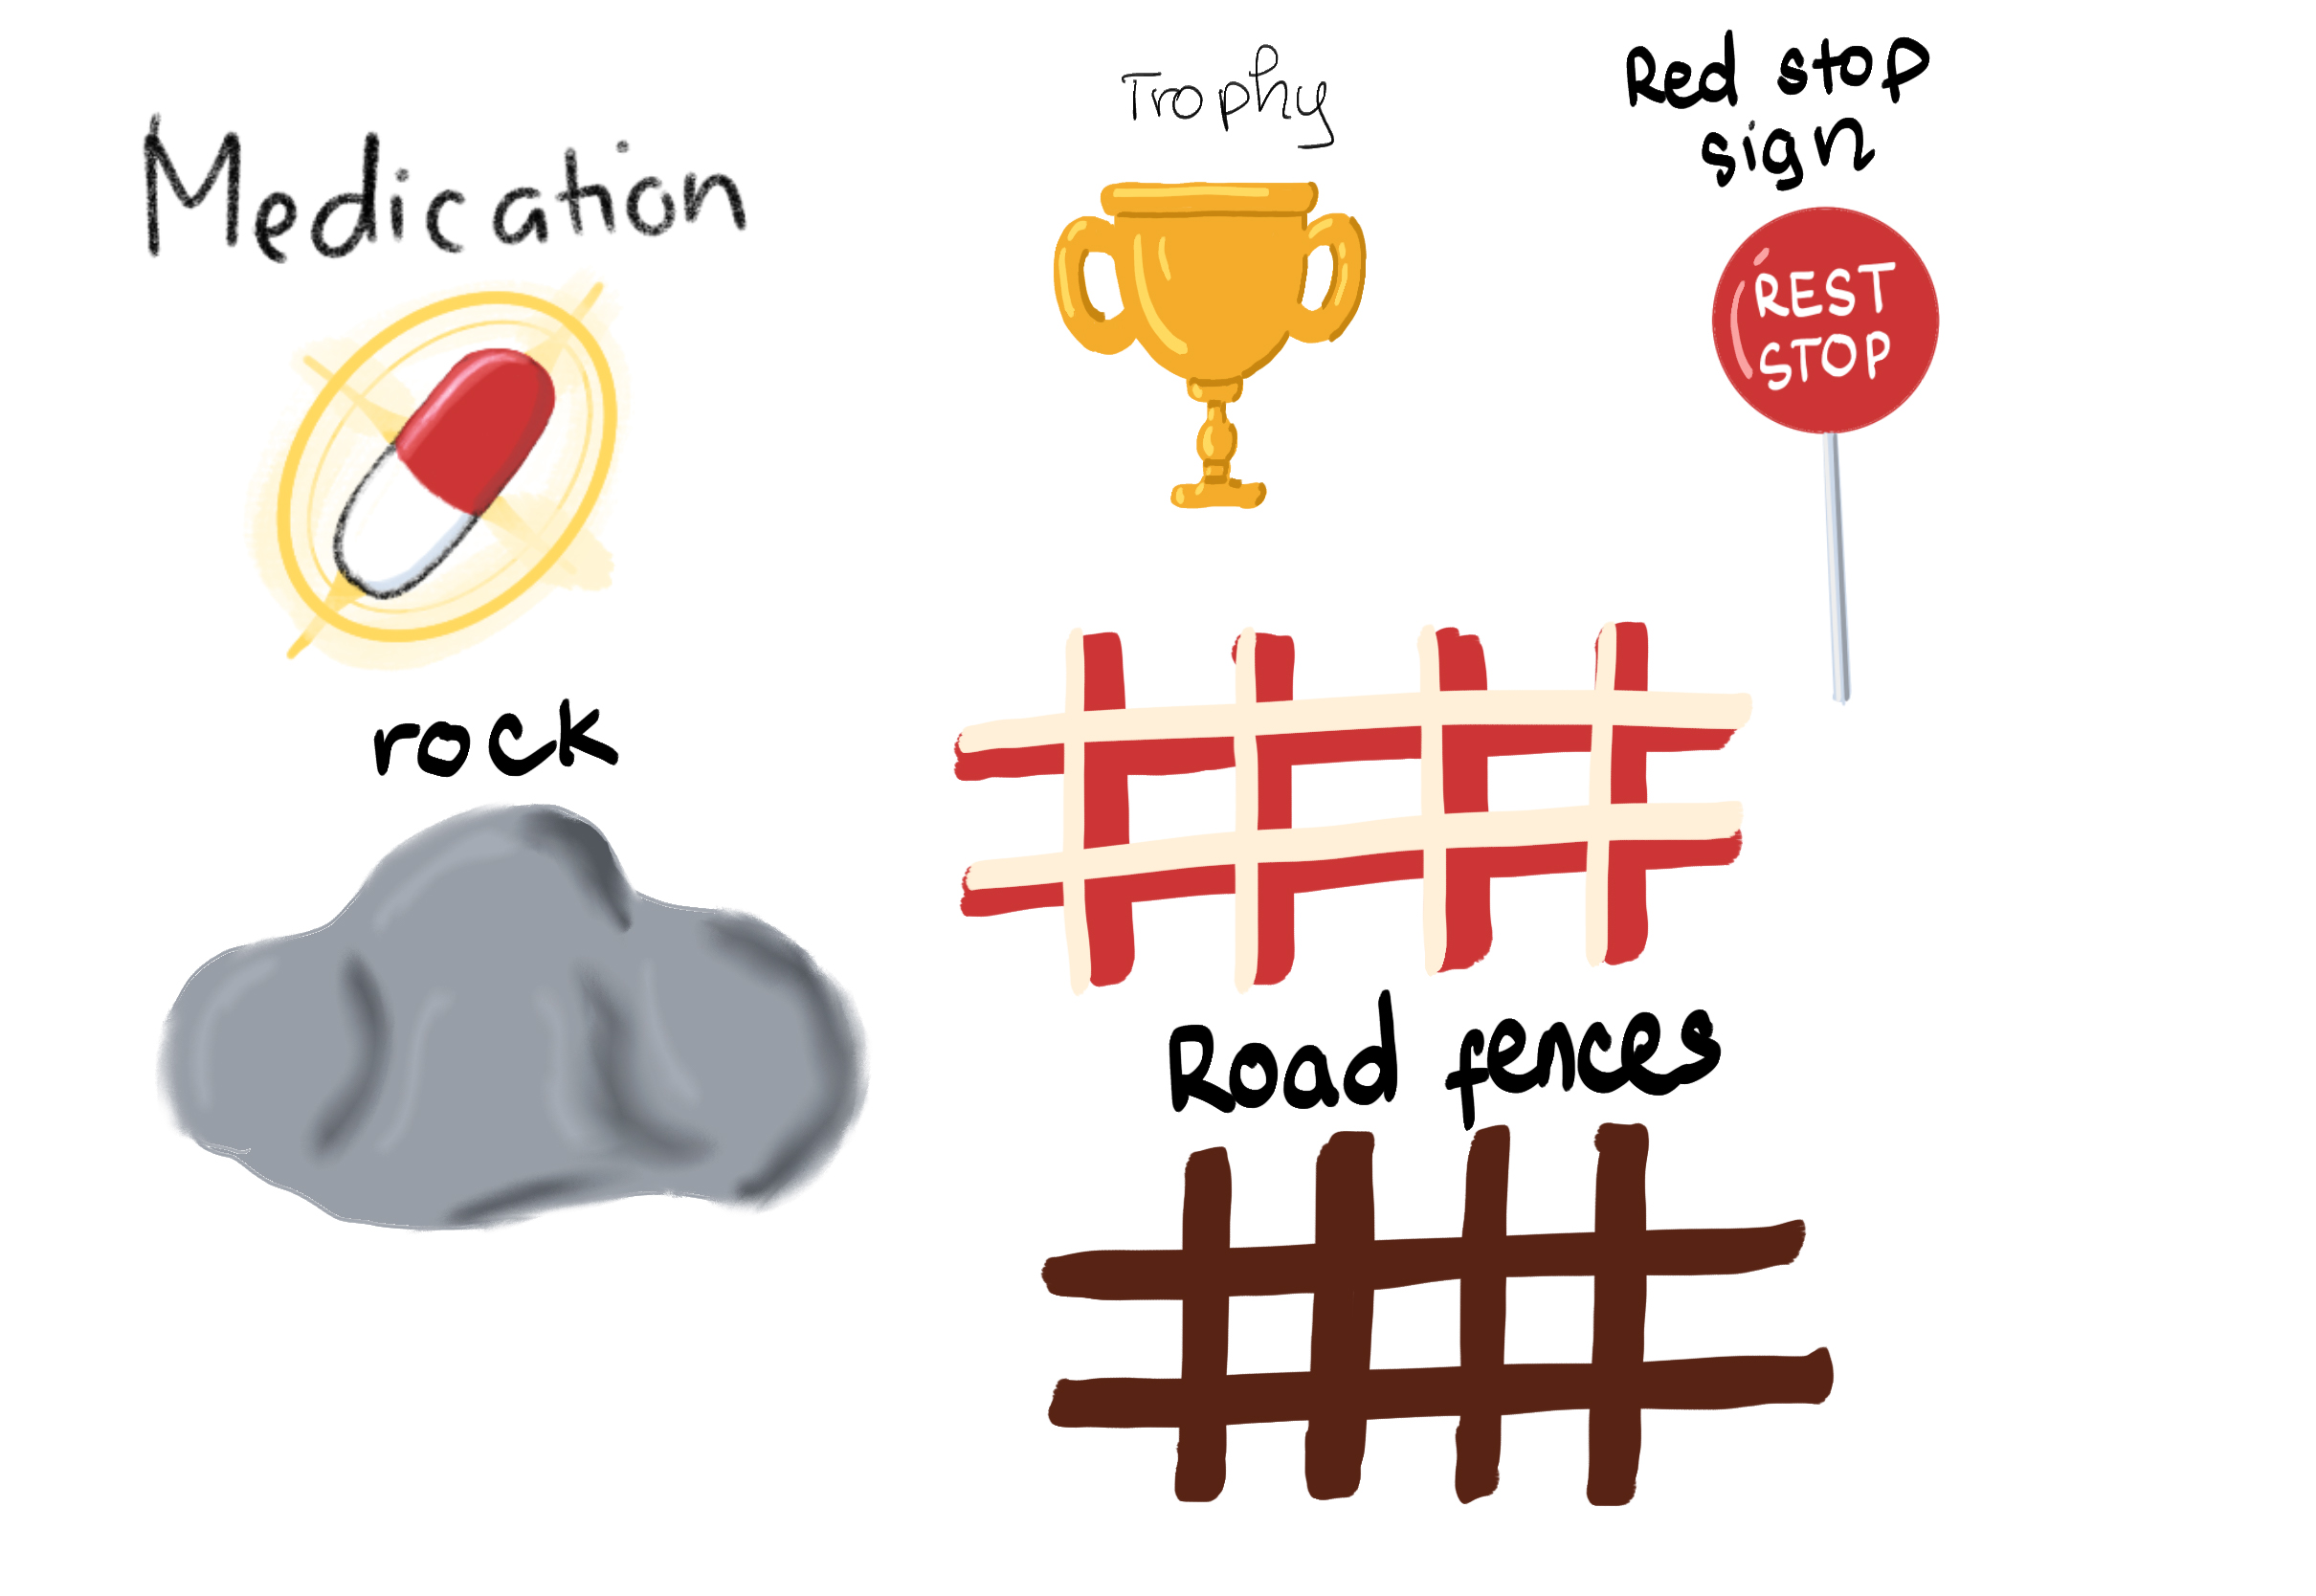 Medication
Trophy
Red stop
sign
REST
STOP
rock
Road fences